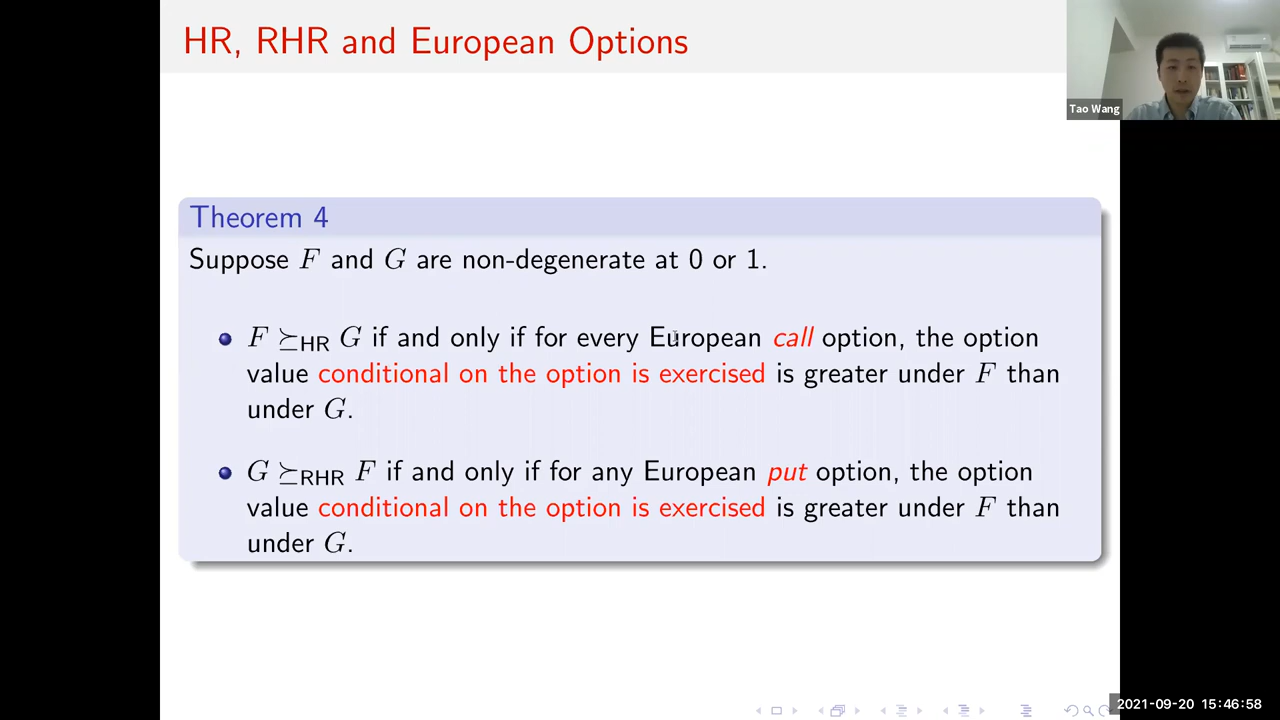 HR, RHR and European Options
Tao Wang
Theorem 4
Suppose F and G are non-degenerate at 0 or 1.
F ⪰HR G if and only if for every European call option, the option
value conditional on the option is exercised is greater under F than
under G.
G ⪰RHR F if and only if for any European put option, the option
value conditional on the option is exercised is greater under F than
under G.
2021-09-20 15:46:58